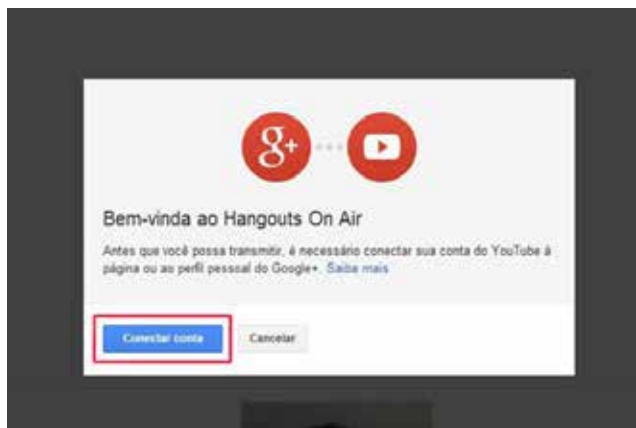 g+
Bem-vinda ao Hangouts On Air
Antes que você possa transmitir, é necessário conectar sua conta do YouTube à
página ou ao perfil pessoal do Google+. Saiba mais
Conectar conta
Cancelar